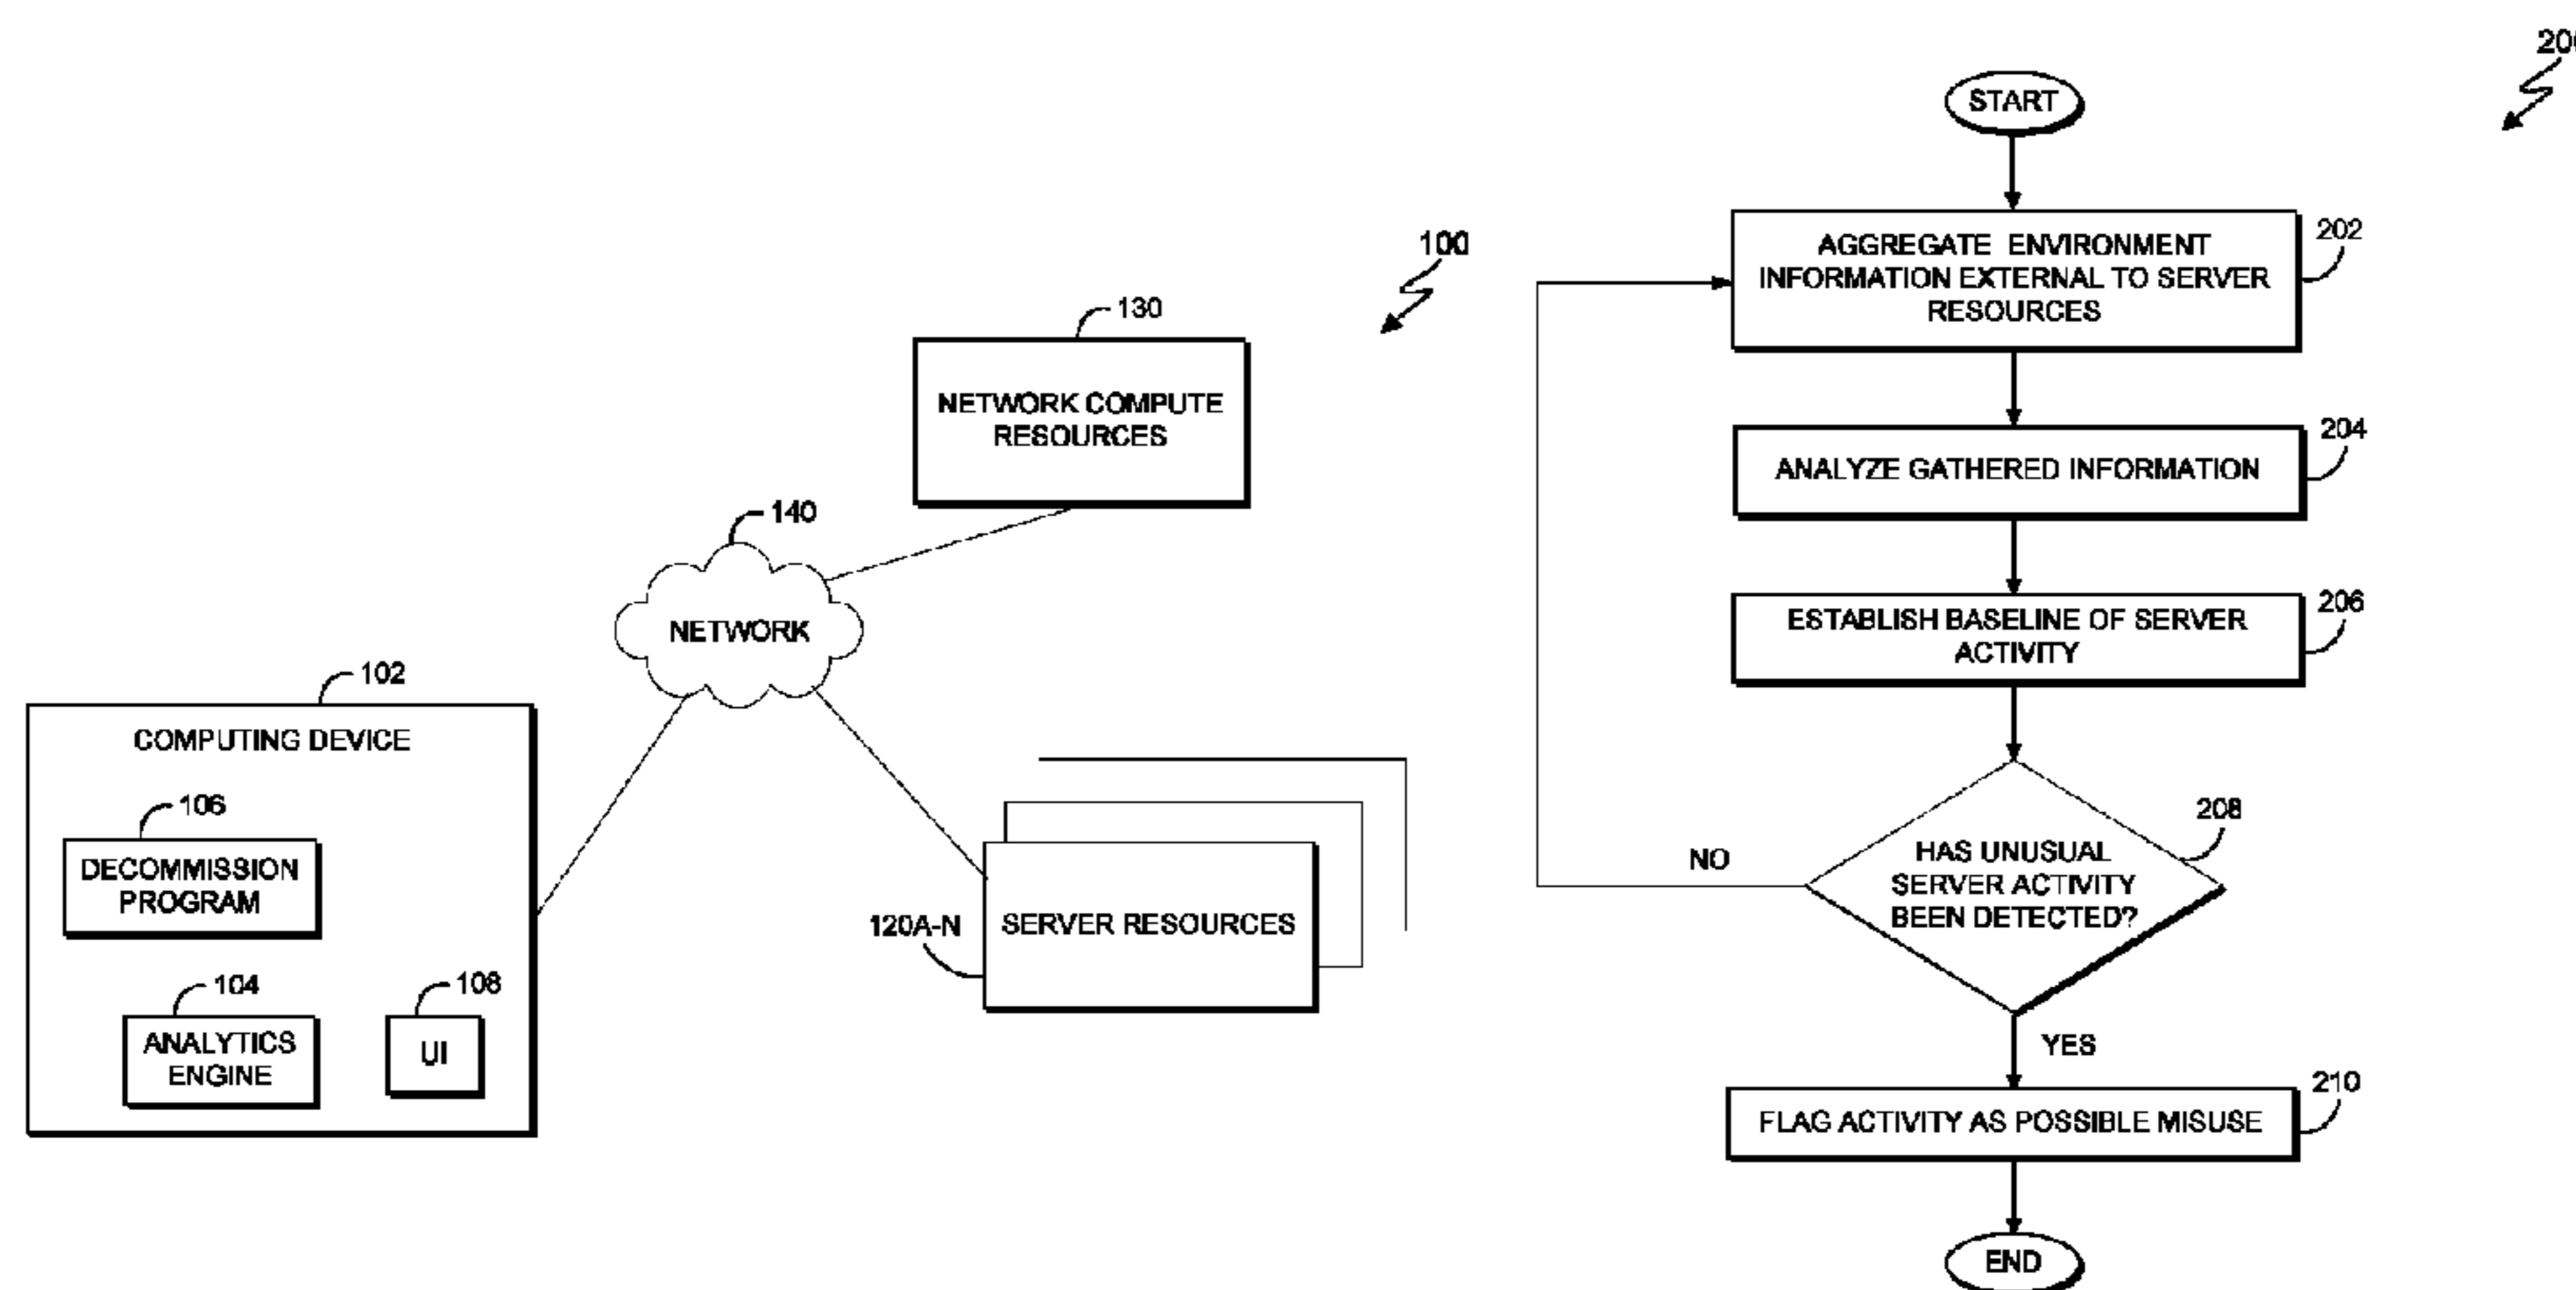 100
130
NETWORK COMPUTE
RESOURCES
140
NETWORK
102
COMPUTING DEVICE
106
DECOMMISSION
PROGRAM
104
ANALYTICS
ENGINE
108
UI
120A-N
SERVER RESOURCES
START
202
AGGREGATE ENVIRONMENT
INFORMATION EXTERNAL TO SERVER
RESOURCES
204
ANALYZE GATHERED INFORMATION
206
ESTABLISH BASELINE OF SERVER
ACTIVITY
208
HAS UNUSUAL
SERVER ACTIVITY
BEEN DETECTED?
NO
YES
210
FLAG ACTIVITY AS POSSIBLE MISUSE
END